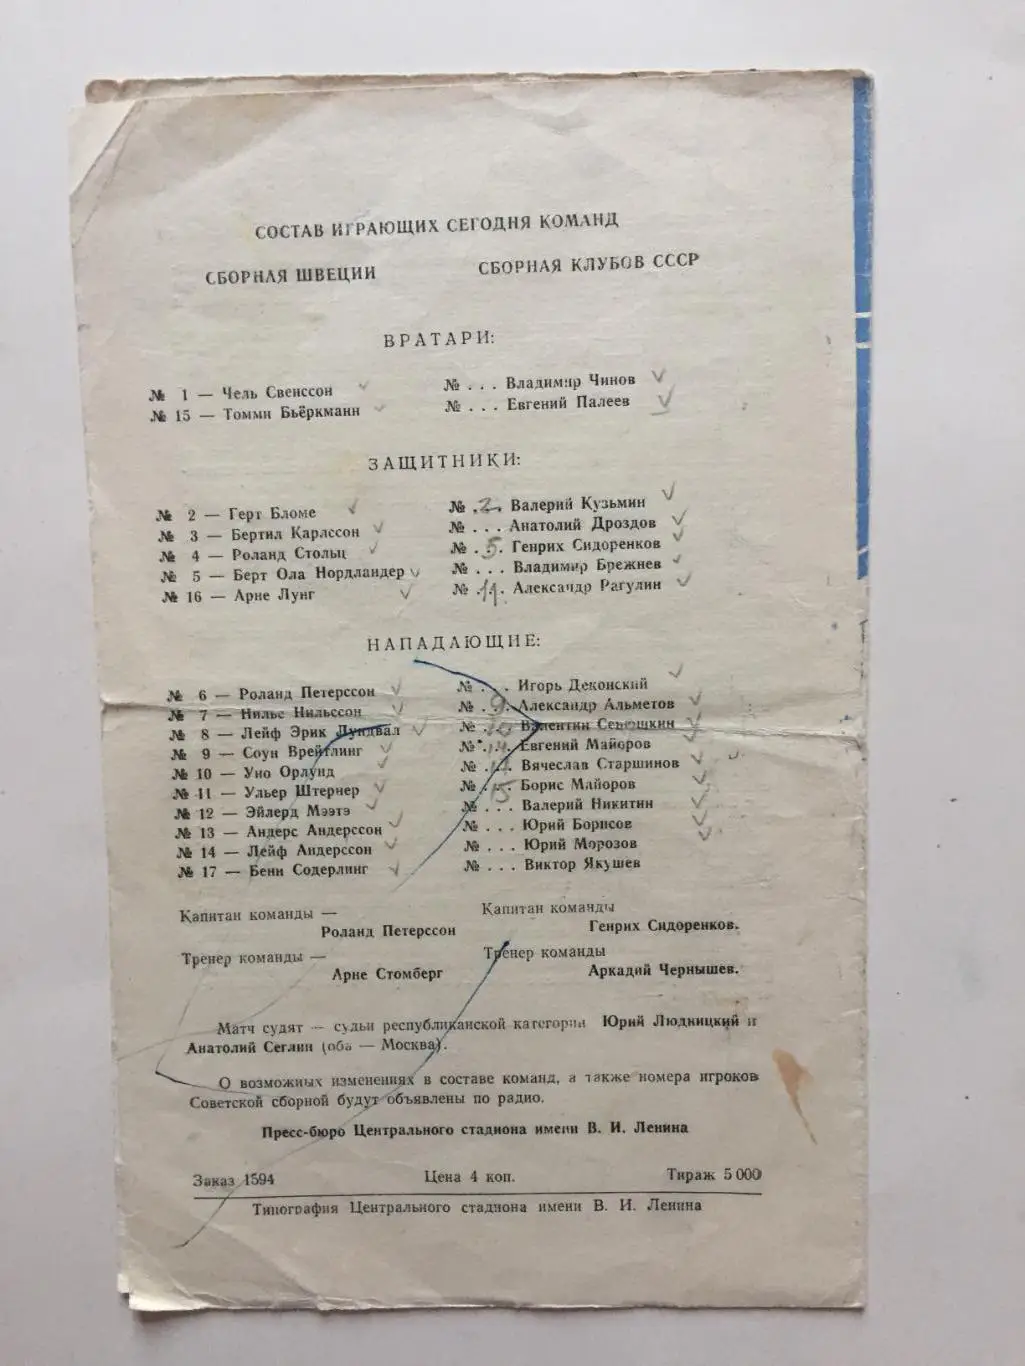 СОСТАВ ИГРАЮЩИХ СЕГОДНЯ КОМАНД
СБОРНАЯ ШВЕЦИИ СБОРНАЯ КЛУБОВ СССР
ВРАТАРИ:
№ 1 — Чель Свенссон № . . . Владимир Чинов
№ 15 — Томми Бьёркманн № . . . Евгений Палеев
ЗАЩИТНИКИ:
№ 2 — Герт Бломе № .2. Валерий Кузьмин
№ 3 — Бертил Карлссон № . . . Анатолий Дроздов
№ 4 — Роланд Стольц № .5. Генрих Сидоренков
№ 5 — Берт Ола Нордландер № . . . Владимир Брежнев
№ 16 — Арне Лунг № . . Александр Рагулин
НАПАДАЮЩИЕ:
№ 6 — Роланд Петерссон № . . . Игорь Деконский
№ 7 — Нильс Нильссон № .9. Александр Альметов
№ 8 — Лейф Эрик Лундвал № . . Валентин Сенюшкин
№ 9 — Соун Врейтлинг № . . Евгений Майоров
№ 10 — Уно Орлунд № . . Вячеслав Старшинов
№ 11 — Ульер Штернер № . 15 Борис Майоров
№ 12 — Эйлерд Мээтэ № . . . Валерий Никитин
№ 13 — Андерс Андерссон № . . . Юрий Борисов
№ 14 — Лейф Андерссон № . . . Юрий Морозов
№ 17 — Бени Содерлинг № . . . Виктор Якушев
Капитан команды — Капитан команды
Роланд Петерссон Генрих Сидоренков.
Тренер команды — Тренер команды
Арне Стомберг Аркадий Чернышев.
Матч судят — судьи республиканской категории Юрий Людницкий и
Анатолий Сеглин (оба — Москва).
О возможных изменениях в составе команд, а также номера игроков
Советской сборной будут объявлены по радио.
Пресс-бюро Центрального стадиона имени В. И. Ленина
Заказ 1594 Цена 4 коп. Тираж 5 000
Типография Центрального стадиона имени В. И. Ленина